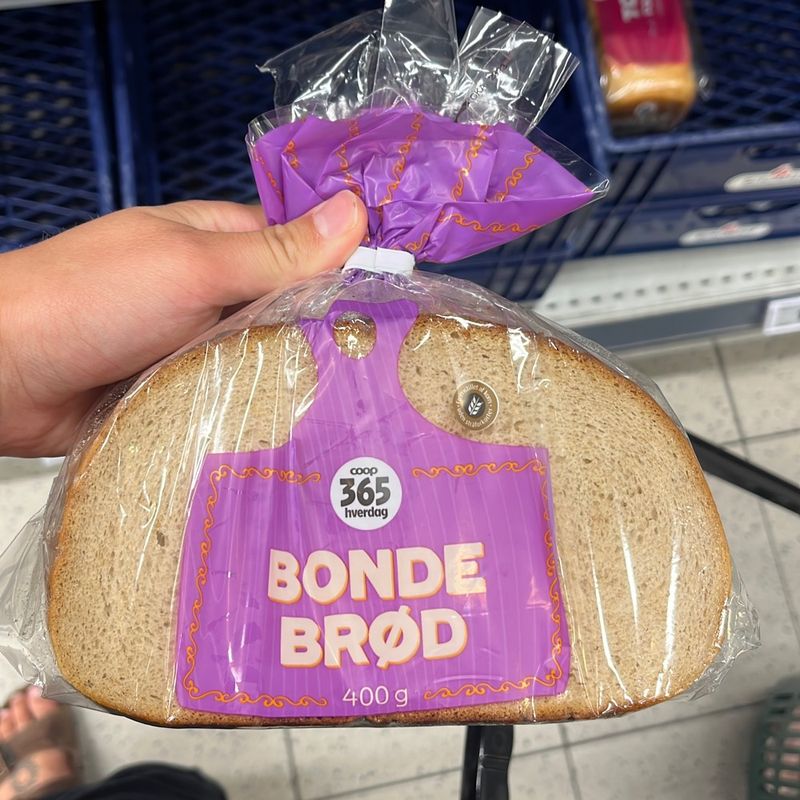 coop
365
hverdag
BONDE
BRØD
400 g